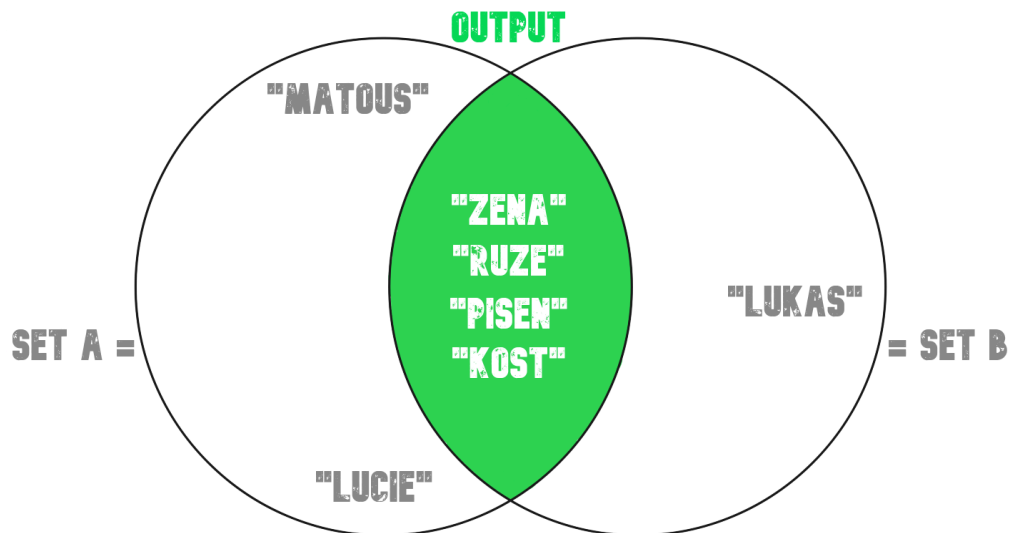 OUTPUT
"MATOUS"
"ZENA"
"RUZE"
"PISEN"
"LUKAS"
SET A =
= SET B
"KOST"
"LUCIE"